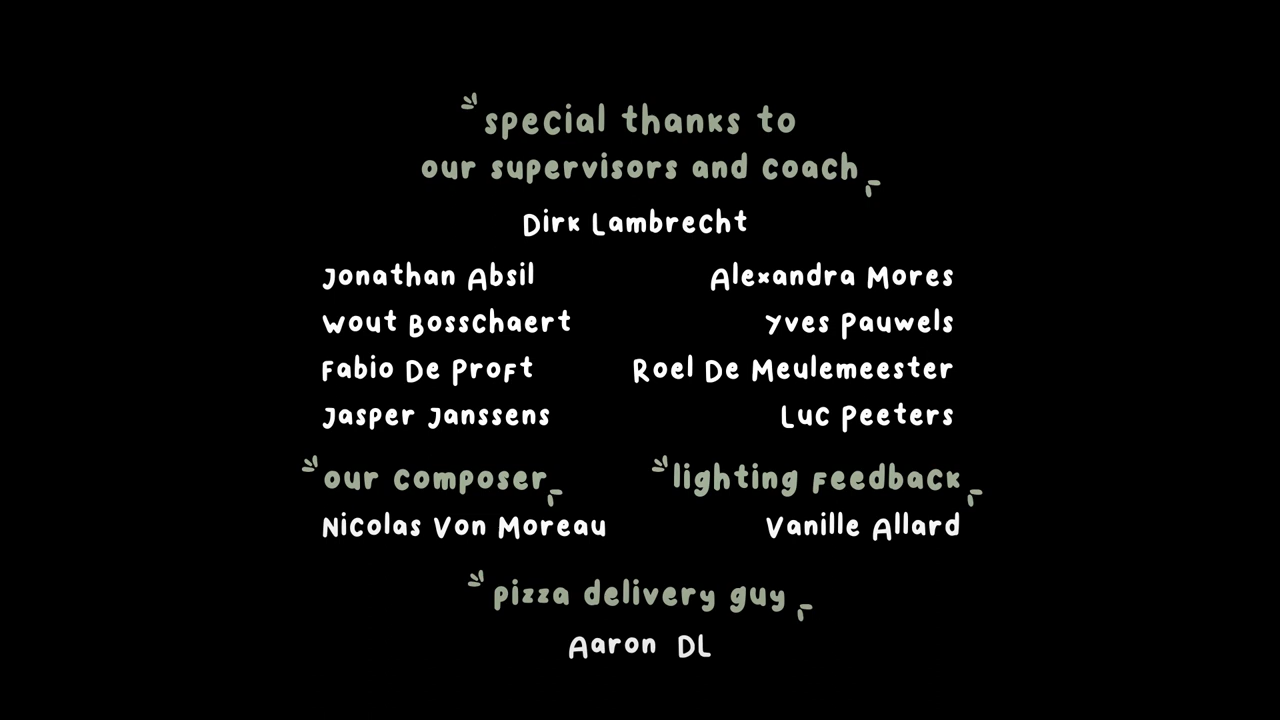 special thanks to
our supervisors and coach
Dirk Lambrecht
Jonathan Absil Alexandra Mores
Wout Bosschaert Yves Pauwels
Fabio De Proft Roel De Meulemeester
Jasper Janssens Luc Peeters
our composer lighting feedback
Nicolas Von Moreau Vanille Allard
pizza delivery guy
Aaron DL